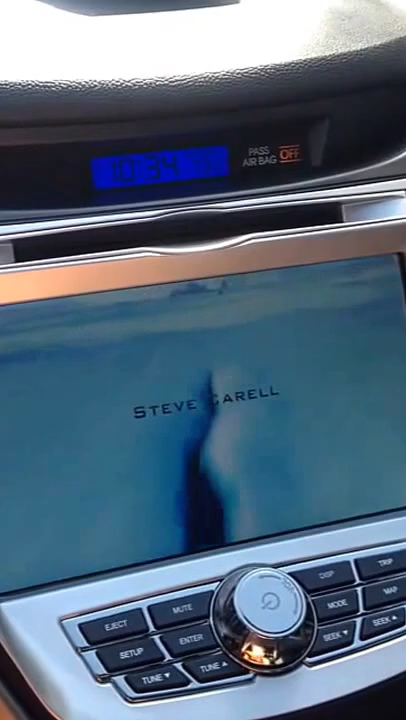 10:34
PASS
AIR BAG OFF
STEVE CARELL
EJECT
MUTE
DISP
TRIP
SETUP
ENTER
MODE
MAP
TUNE ▼
TUNE ▲
SEEK ▼
SEEK ▲